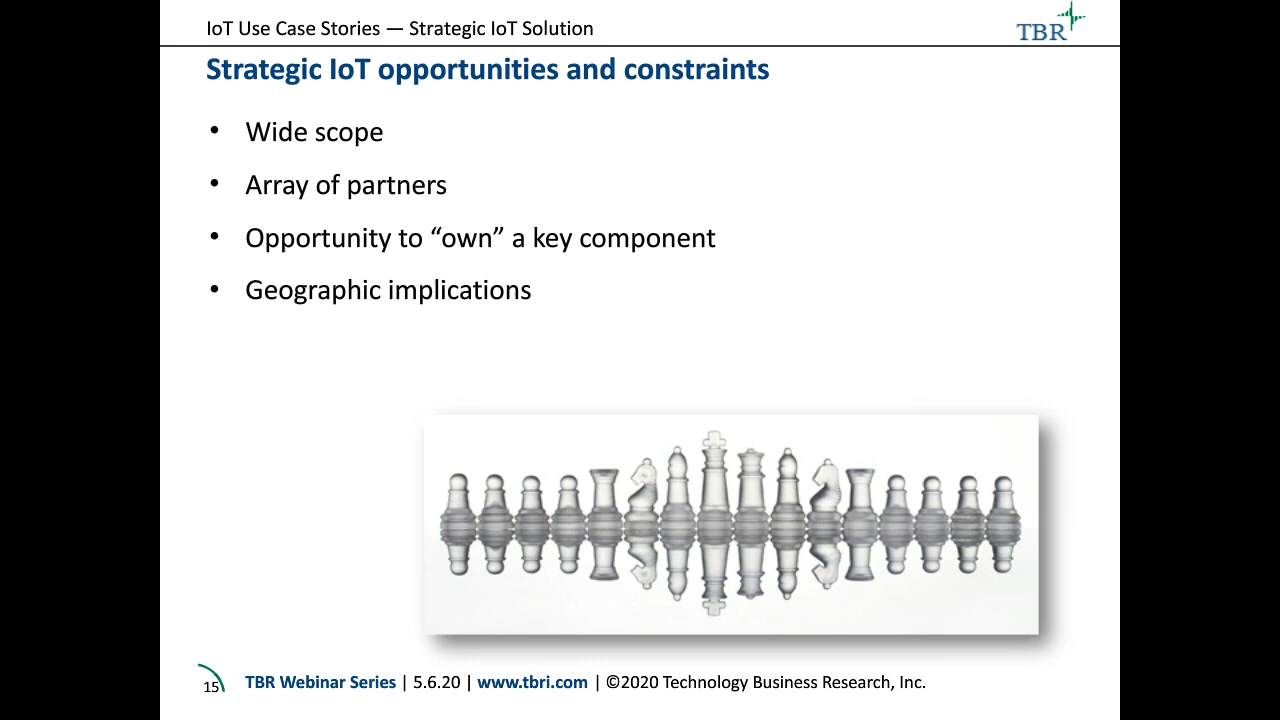 IoT Use Case Stories — Strategic IoT Solution
TBR
Strategic IoT opportunities and constraints
• Wide scope
• Array of partners
• Opportunity to “own” a key component
• Geographic implications
15
TBR Webinar Series | 5.6.20 | www.tbri.com | ©2020 Technology Business Research, Inc.